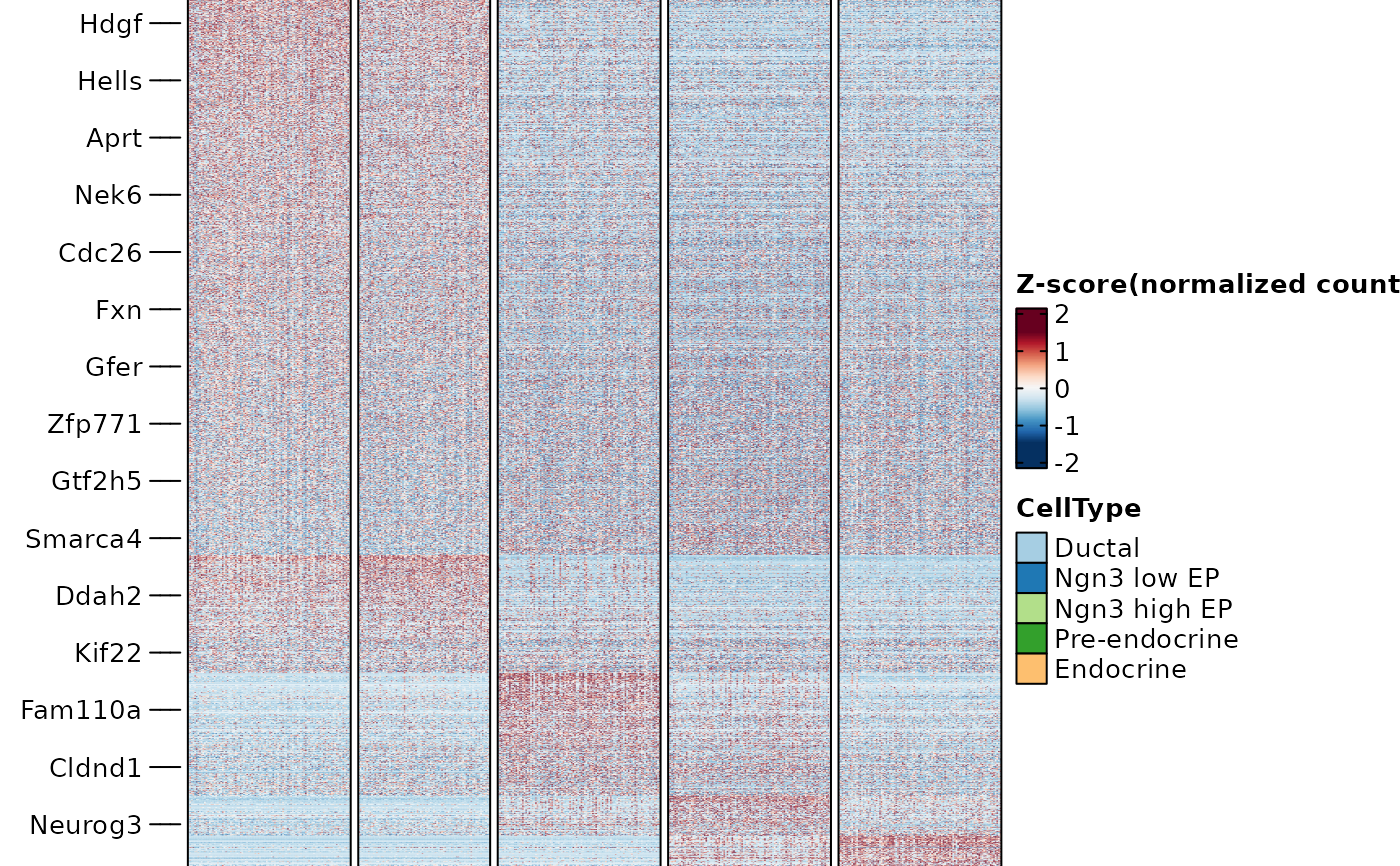 Hdgf
Hells
Aprt
Nek6
Cdc26
Fxn
Gfer
Zfp771
Gtf2h5
Smarca4
Ddah2
Kif22
Fam110a
Cldnd1
Neurog3
Z-score(normalized count
2
1
0
-1
-2
CellType
Ductal
Ngn3 low EP
Ngn3 high EP
Pre-endocrine
Endocrine